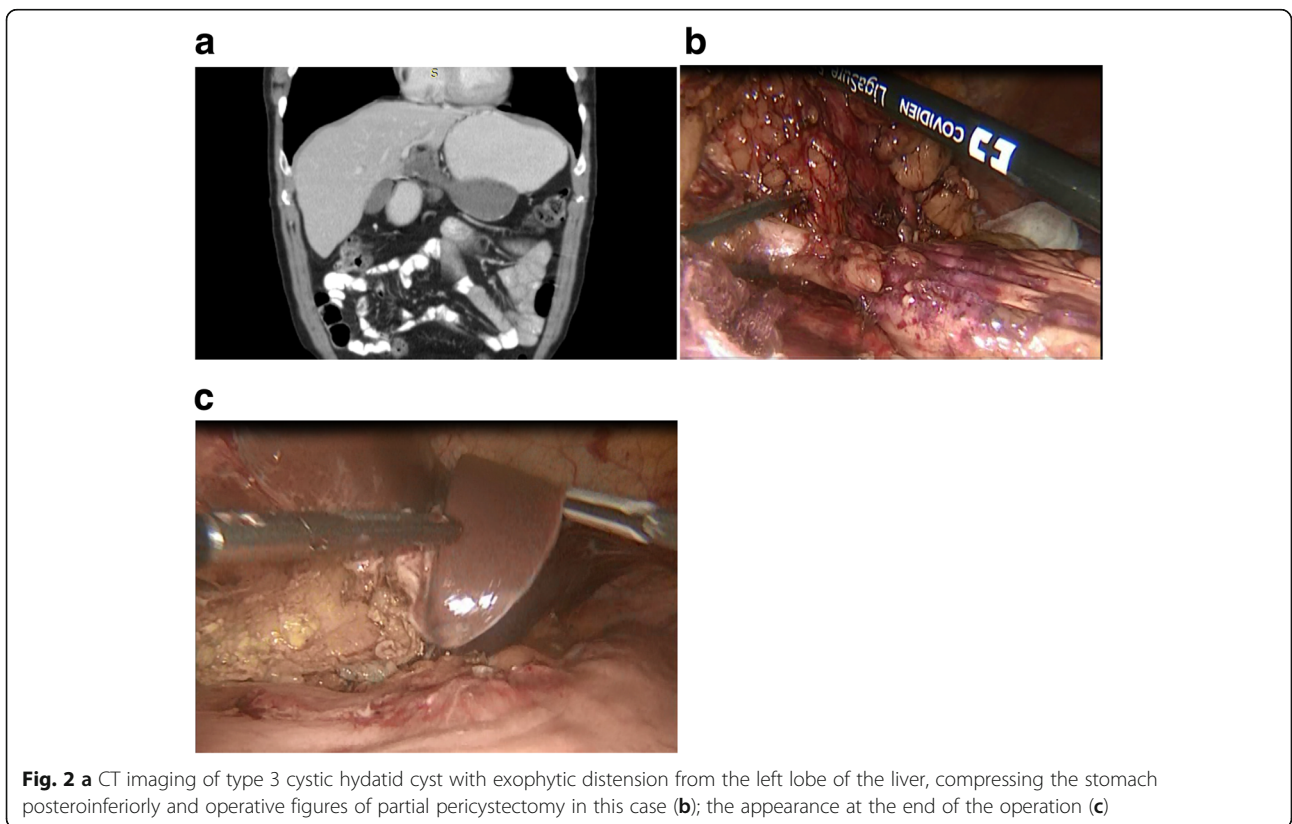 a
b
S
LigaSure
COVIDIEN
c
Fig. 2 a CT imaging of type 3 cystic hydatid cyst with exophytic distension from the left lobe of the liver, compressing the stomach
posteroinferiorly and operative figures of partial pericystectomy in this case (b); the appearance at the end of the operation (c)